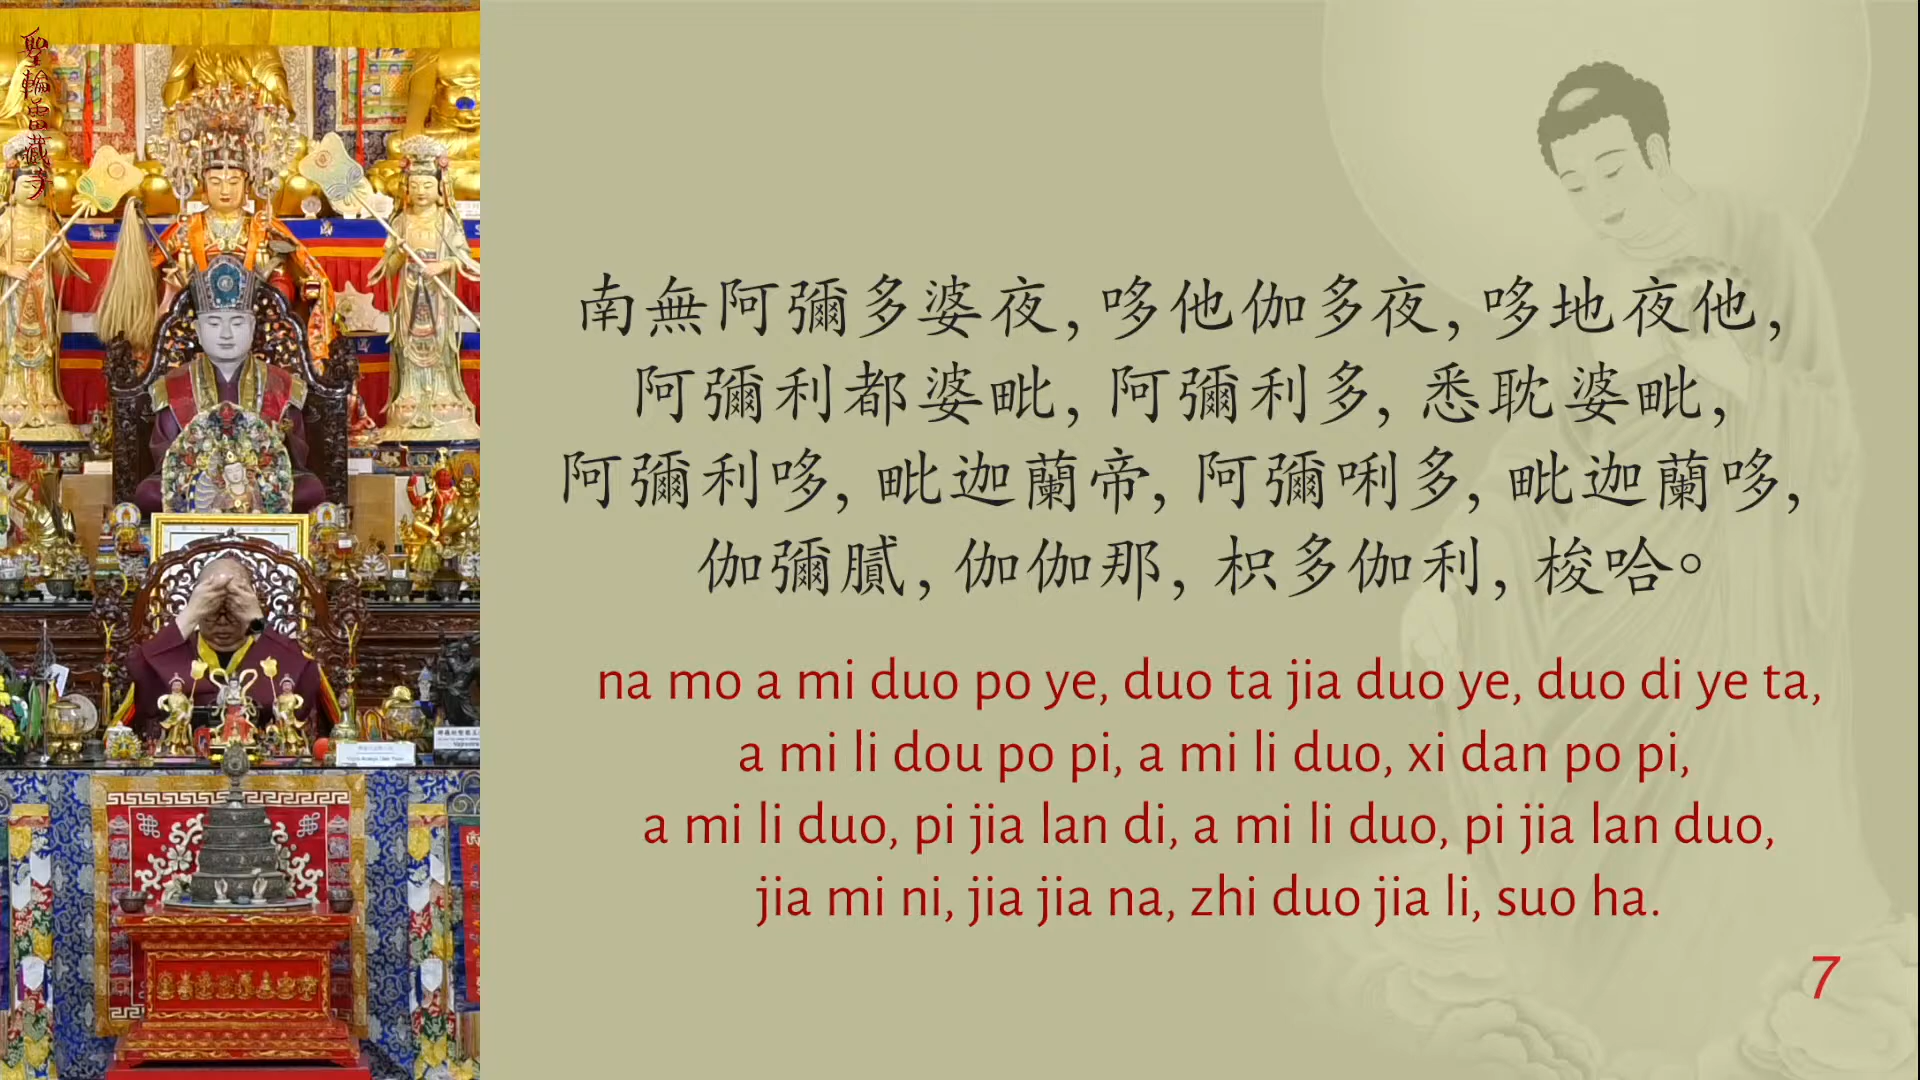 聖輪雷藏寺
南無阿彌多婆夜, 哆他伽多夜, 哆地夜他,
阿彌利都婆毗, 阿彌利多, 悉耽婆毗,
阿彌利哆, 毗迦蘭帝, 阿彌唎多, 毗迦蘭哆,
伽彌膩, 伽伽那, 枳多伽利, 梭哈。
na mo a mi duo po ye, duo ta jia duo ye, duo di ye ta,
a mi li dou po pi, a mi li duo, xi dan po pi,
a mi li duo, pi jia lan di, a mi li duo, pi jia lan duo,
jia mi ni, jia jia na, zhi duo jia li, suo ha.
7